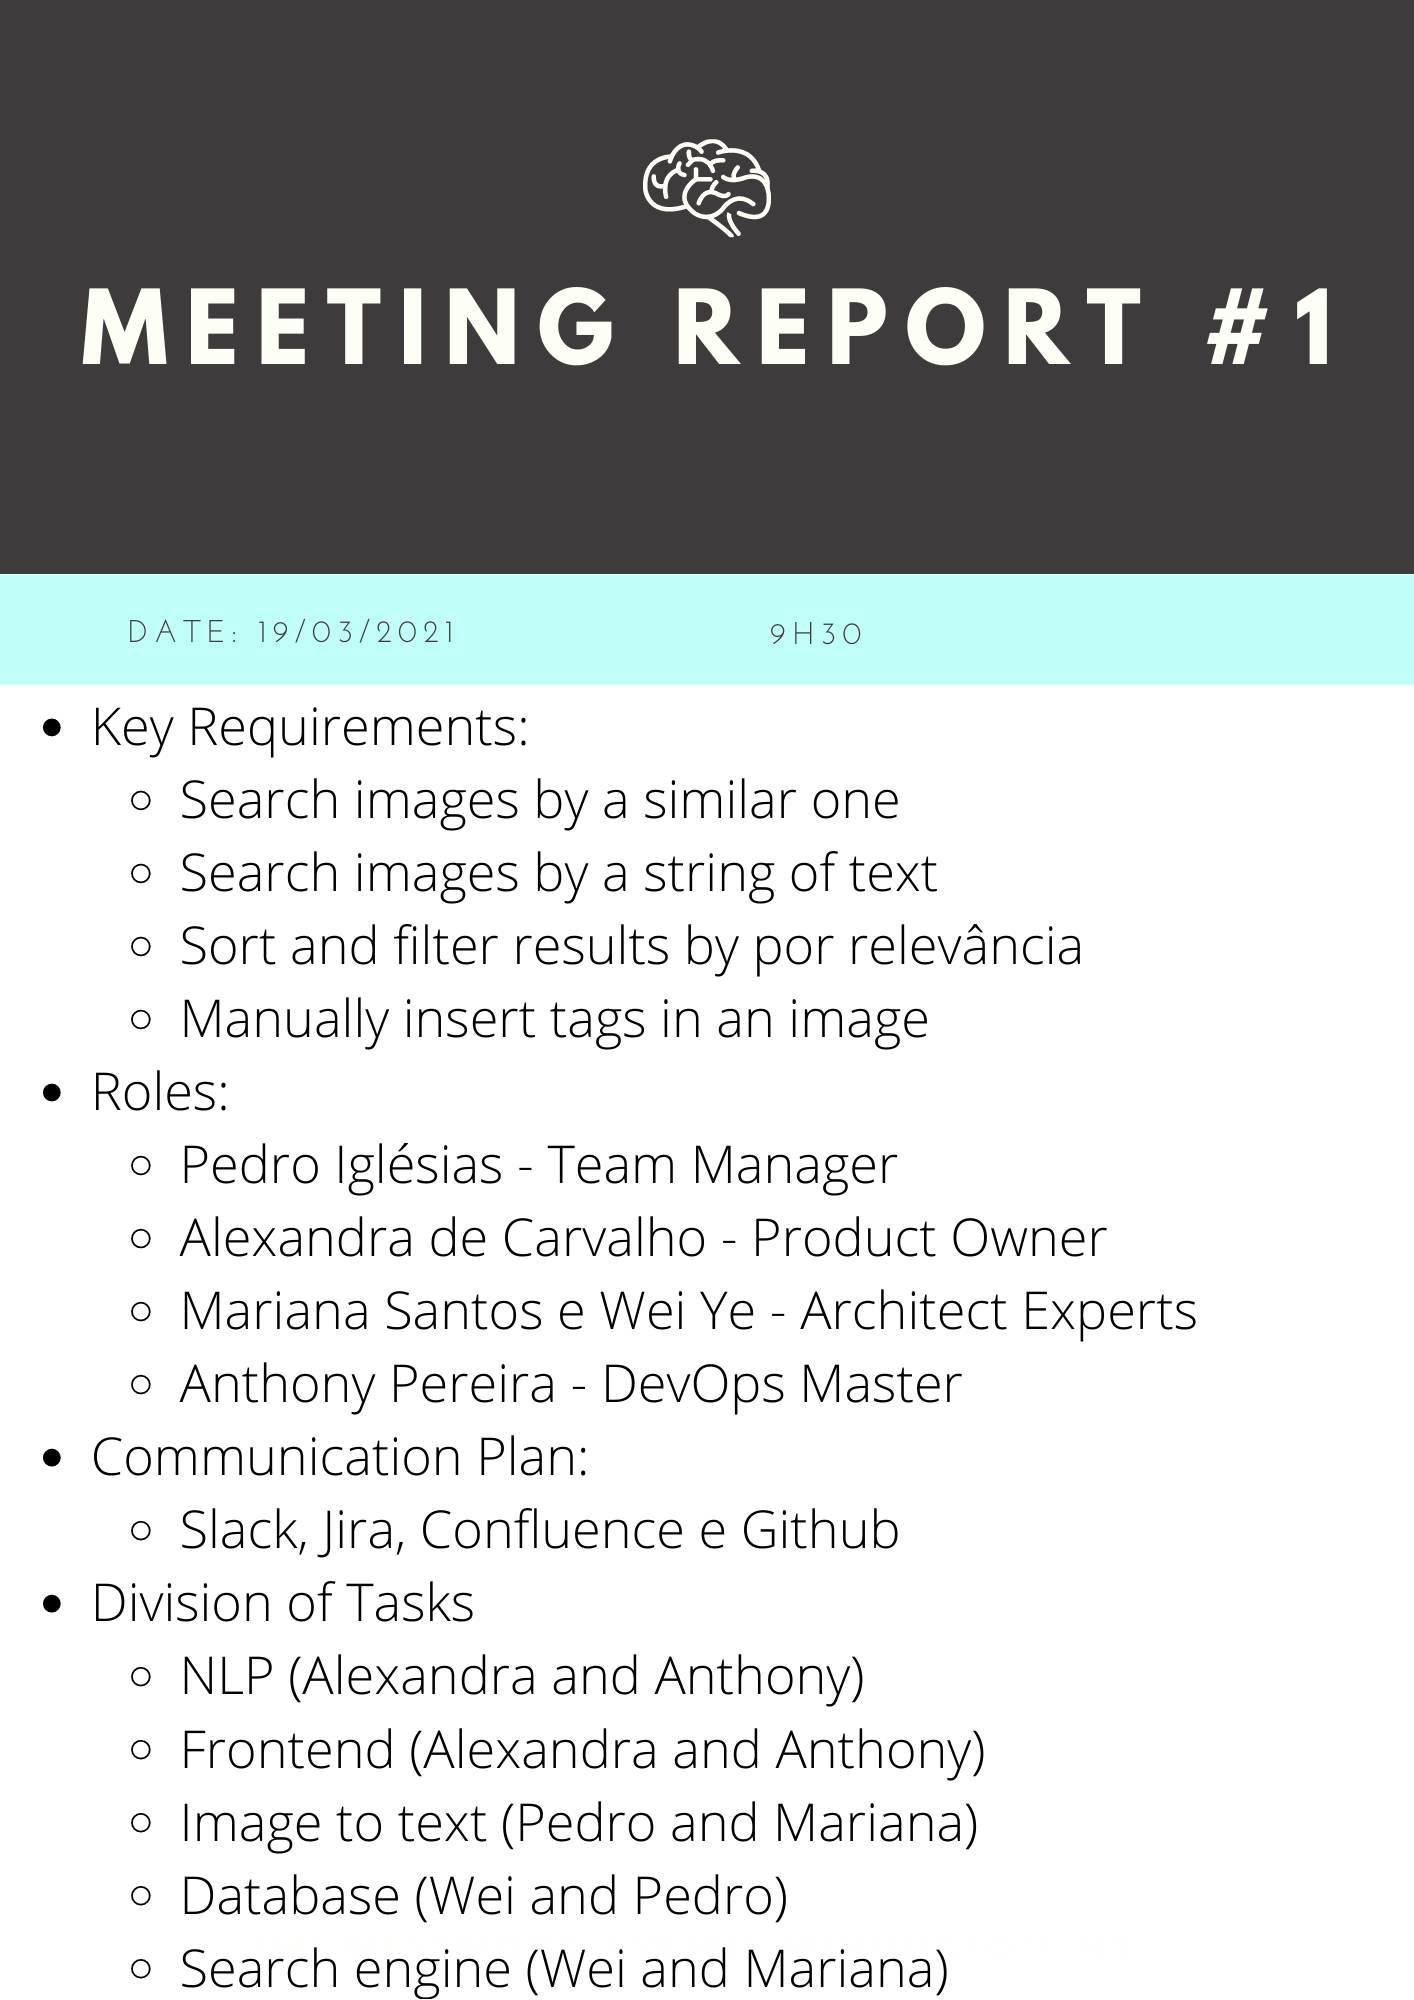 MEETING REPORT #1
DATE: 19/03/2021 9H30
Key Requirements:
Search images by a similar one
Search images by a string of text
Sort and filter results by por relevância
Manually insert tags in an image
Roles:
Pedro Iglésias - Team Manager
Alexandra de Carvalho - Product Owner
Mariana Santos e Wei Ye - Architect Experts
Anthony Pereira - DevOps Master
Communication Plan:
Slack, Jira, Confluence e Github
Division of Tasks
NLP (Alexandra and Anthony)
Frontend (Alexandra and Anthony)
Image to text (Pedro and Mariana)
Database (Wei and Pedro)
Search engine (Wei and Mariana)